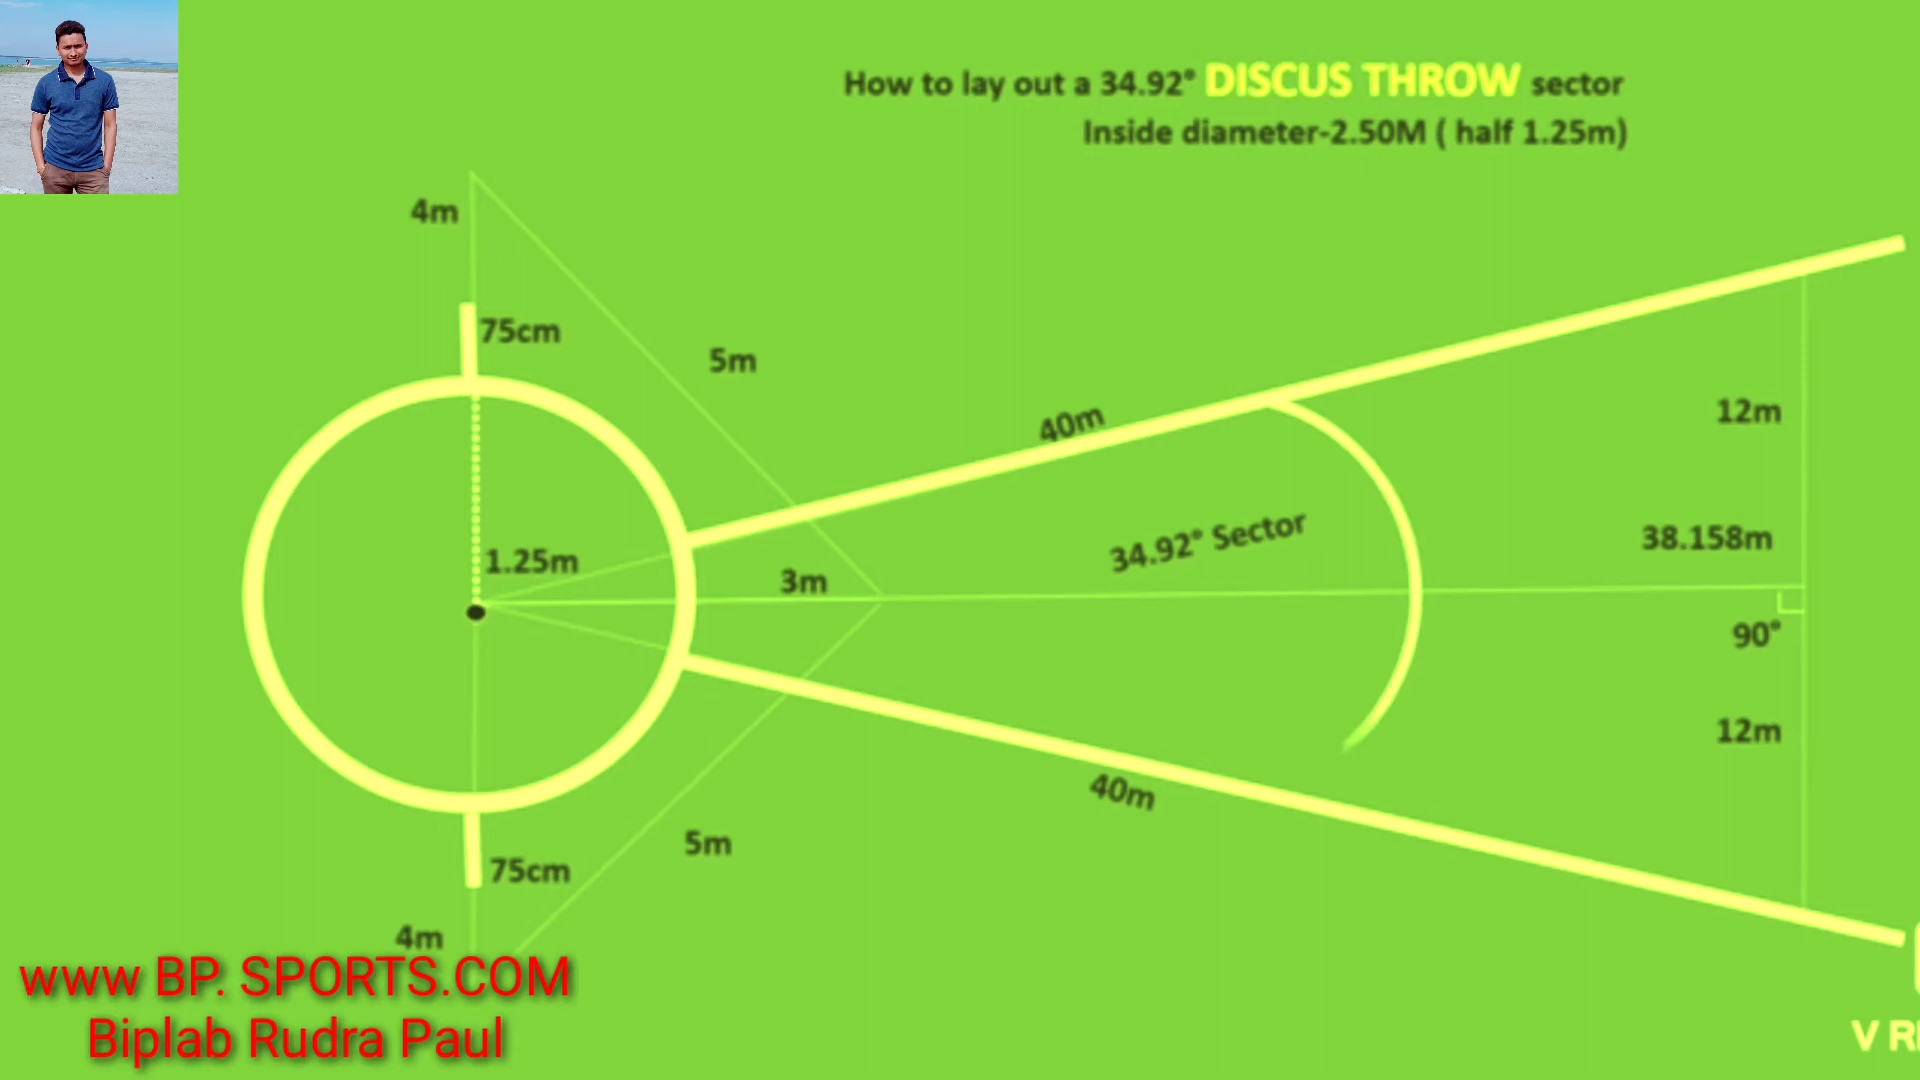 How to lay out a 34.92° DISCUS THROW sector
Inside diameter-2.50M ( half 1.25m)
4m
75cm
5m
40m
12m
34.92° Sector
38.158m
1.25m
3m
90°
12m
40m
5m
75cm
4m
www BP. SPORTS.COM
Biplab Rudra Paul
V